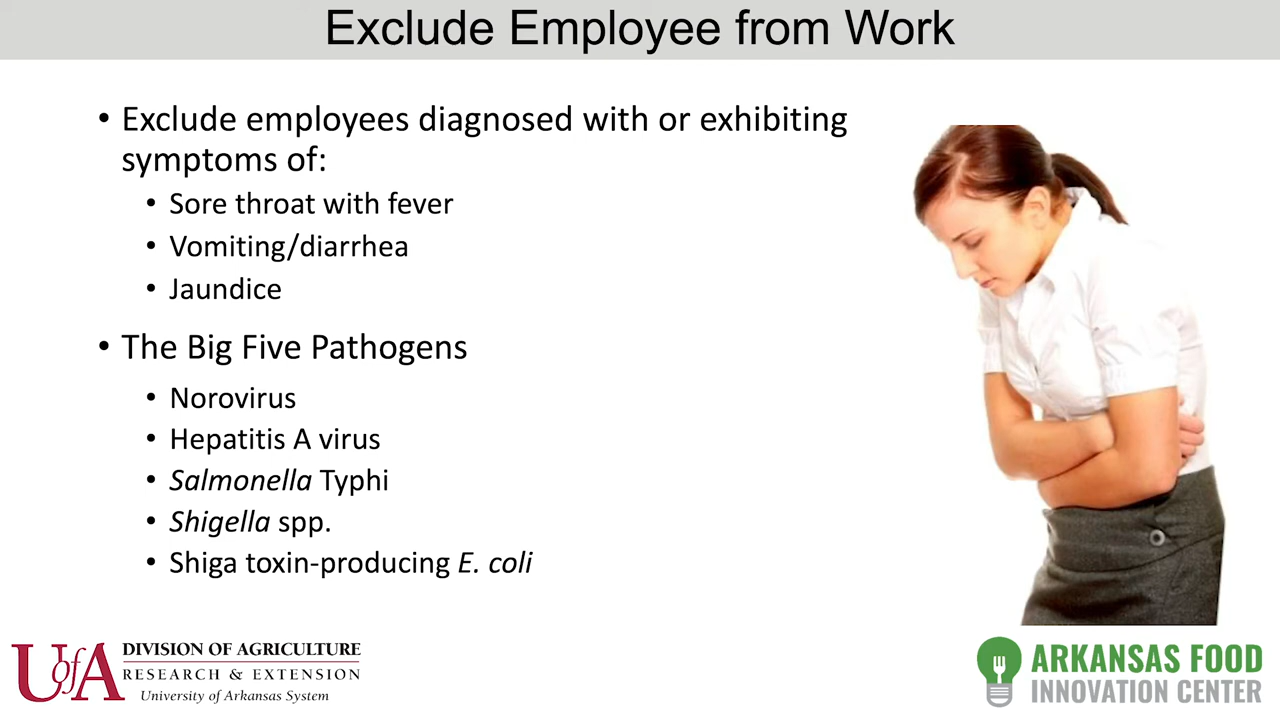 Exclude Employee from Work
• Exclude employees diagnosed with or exhibiting
symptoms of:
• Sore throat with fever
• Vomiting/diarrhea
• Jaundice
• The Big Five Pathogens
• Norovirus
• Hepatitis A virus
• Salmonella Typhi
• Shigella spp.
• Shiga toxin-producing E. coli
UofA
DIVISION OF AGRICULTURE
RESEARCH & EXTENSION
University of Arkansas System
ARKANSAS FOOD
INNOVATION CENTER